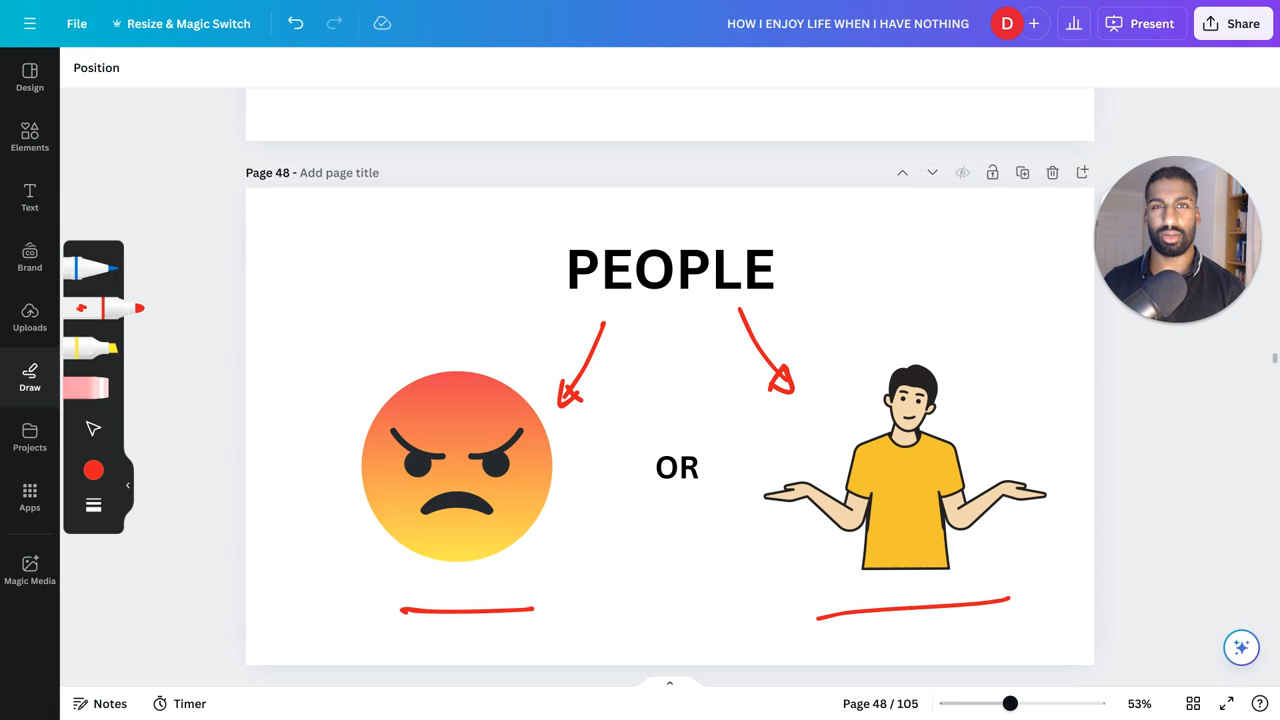 File
Resize & Magic Switch
HOW I ENJOY LIFE WHEN I HAVE NOTHING
D
Present
Share
Position
Design
Elements
Text
Brand
Uploads
Draw
Projects
Apps
Magic Media
Page 48 - Add page title
PEOPLE
OR
Notes
Timer
Page 48 / 105
53%